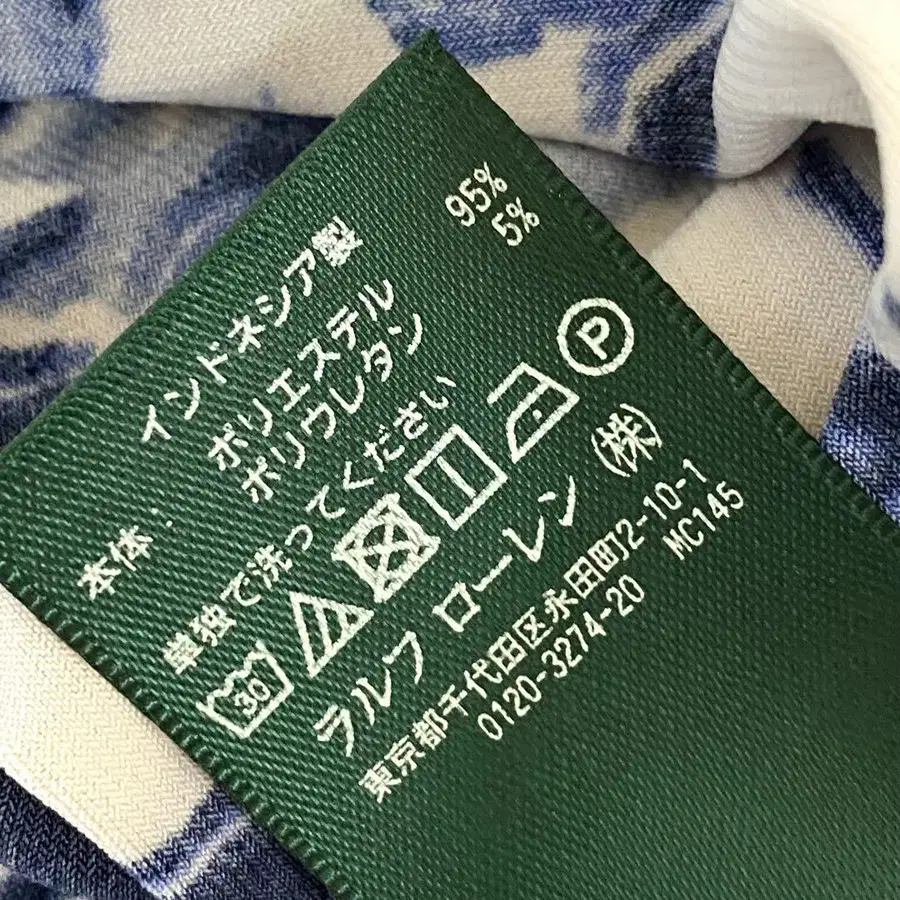 インドネシア製
本体: ポリエステル 95%
ポリウレタン 5%
単独で洗ってください
30 P
ラルフ ローレン (株)
東京都千代田区永田町2-10-1
0120-3274-20 MC145